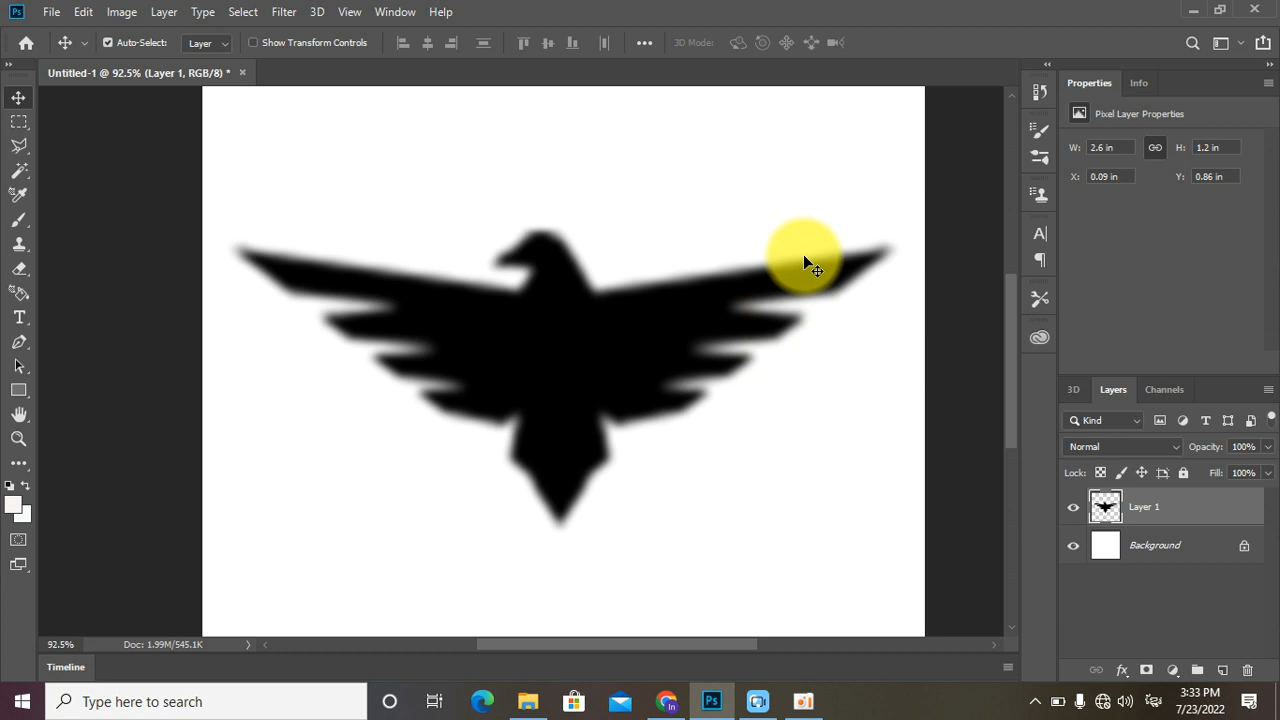 Ps File Edit Image Layer Type Select Filter 3D View Window Help
Auto-Select: Layer Show Transform Controls 3D Mode:
Untitled-1 @ 92.5% (Layer 1, RGB/8) *
Properties Info
Pixel Layer Properties
W: 2.6 in H: 1.2 in
X: 0.09 in Y: 0.86 in
3D Layers Channels
Kind
Normal Opacity: 100%
Lock: Fill: 100%
Layer 1
Background
92.5% Doc: 1.99M/545.1K
Timeline
Type here to search
In
Ps
3:33 PM
7/23/2022